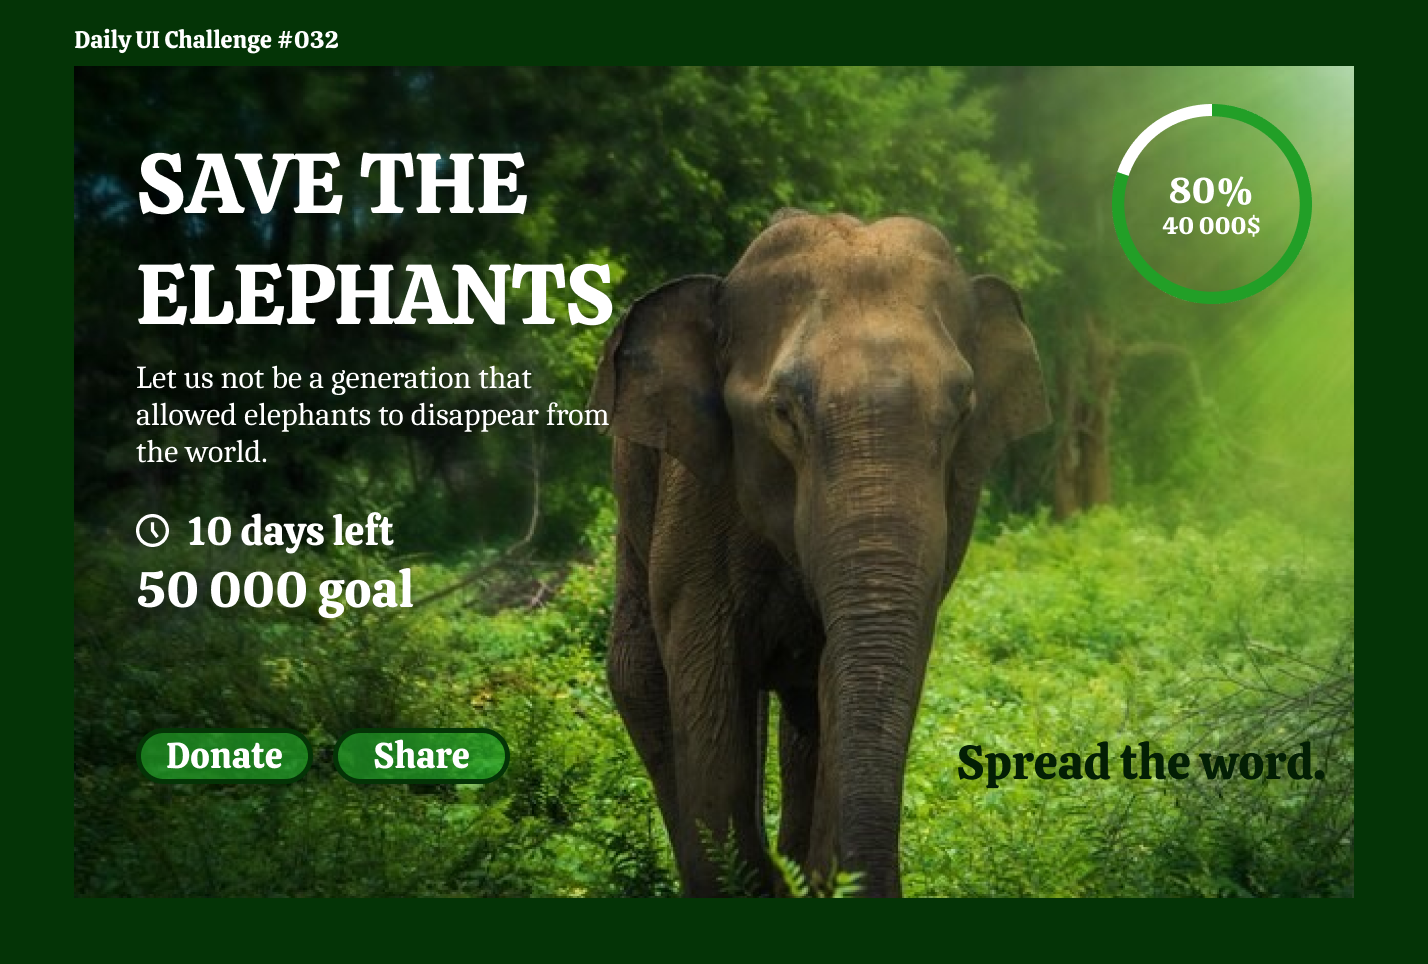 Daily UI Challenge #032
SAVE THE
ELEPHANTS
Let us not be a generation that
allowed elephants to disappear from
the world.
10 days left
50 000 goal
Donate
Share
80%
40 000$
Spread the word.